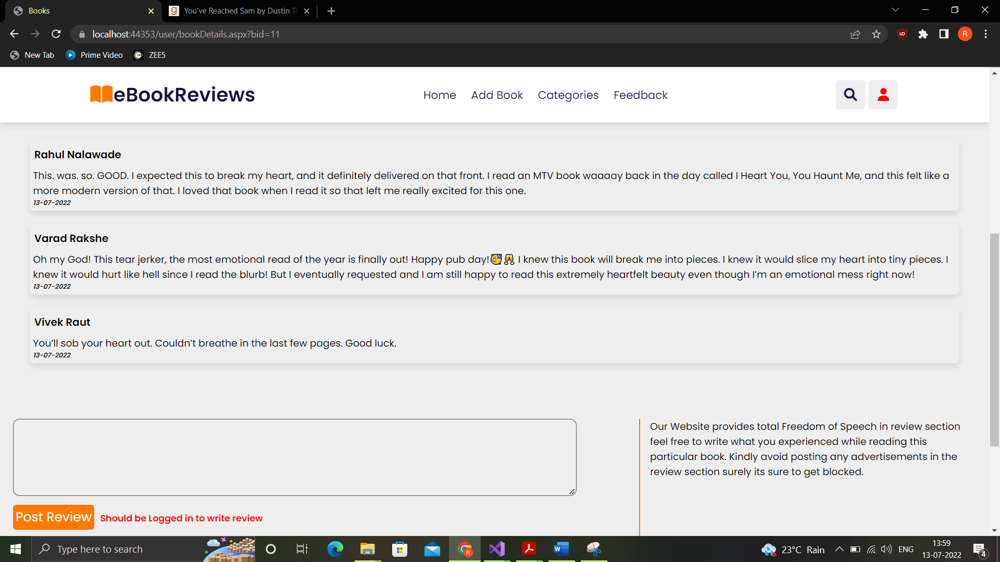 Books
You've Reached Sam by Dustin Th
localhost:44353/user/bookDetails.aspx?bid=11
R
New Tab
Prime Video
ZEE5
eBookReviews
Home
Add Book
Categories
Feedback
Rahul Nalawade
This. was. so. GOOD. I expected this to break my heart, and it definitely delivered on that front. I read an MTV book waaaay back in the day called I Heart You, You Haunt Me, and this felt like a
more modern version of that. I loved that book when I read it so that left me really excited for this one.
13-07-2022
Varad Rakshe
Oh my God! This tear jerker, the most emotional read of the year is finally out! Happy pub day!🥳🥂 I knew this book will break me into pieces. I knew it would slice my heart into tiny pieces. I
knew it would hurt like hell since I read the blurb! But I eventually requested and I am still happy to read this extremely heartfelt beauty even though I’m an emotional mess right now!
13-07-2022
Vivek Raut
You’ll sob your heart out. Couldn’t breathe in the last few pages. Good luck.
13-07-2022
Our Website provides total Freedom of Speech in review section
feel free to write what you experienced while reading this
particular book. Kindly avoid posting any advertisements in the
review section surely its sure to get blocked.
Post Review
Should be Logged in to write review
Type here to search
23°C Rain
ENG
13:59
13-07-2022
4